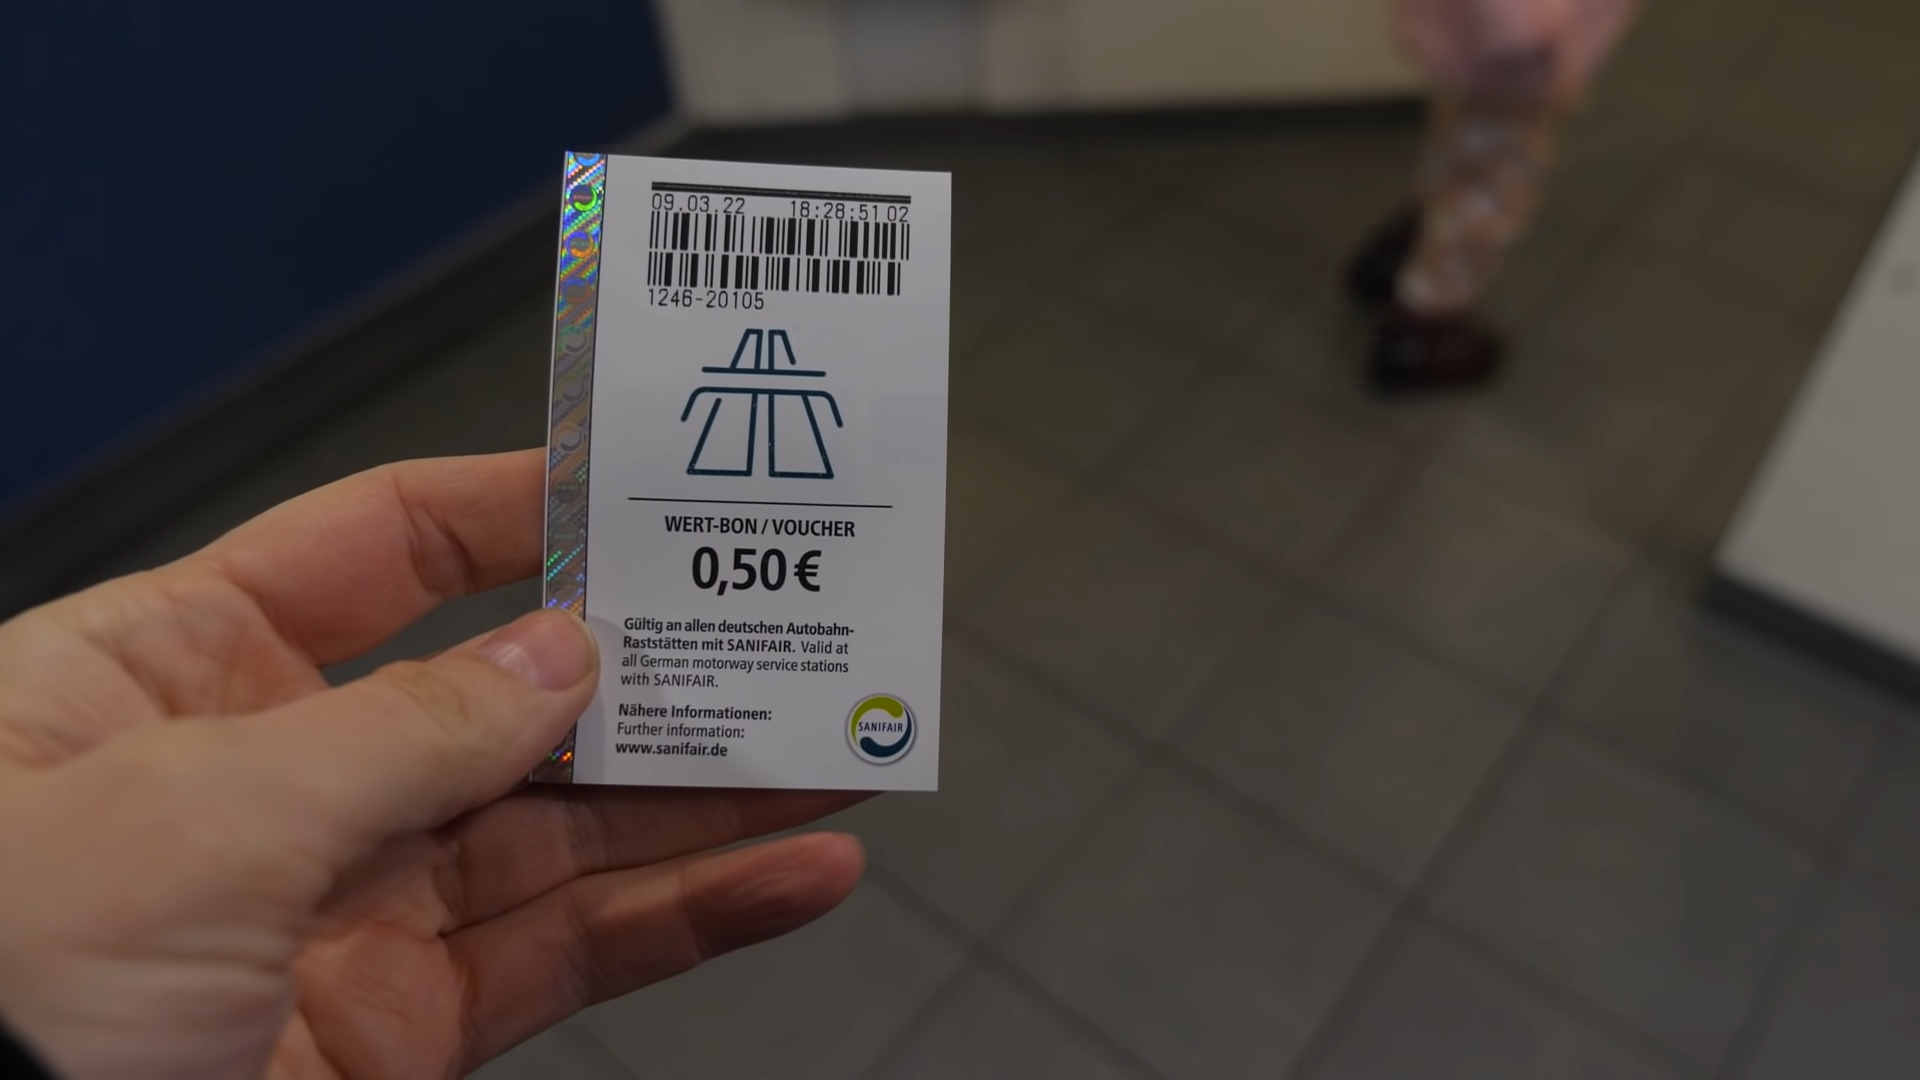 09.03.22 18:28:51 02
1246-20105
WERT-BON / VOUCHER
0,50 €
Gültig an allen deutschen Autobahn-
Raststätten mit SANIFAIR. Valid at
all German motorway service stations
with SANIFAIR.
Nähere Informationen:
Further information:
www.sanifair.de
SANIFAIR